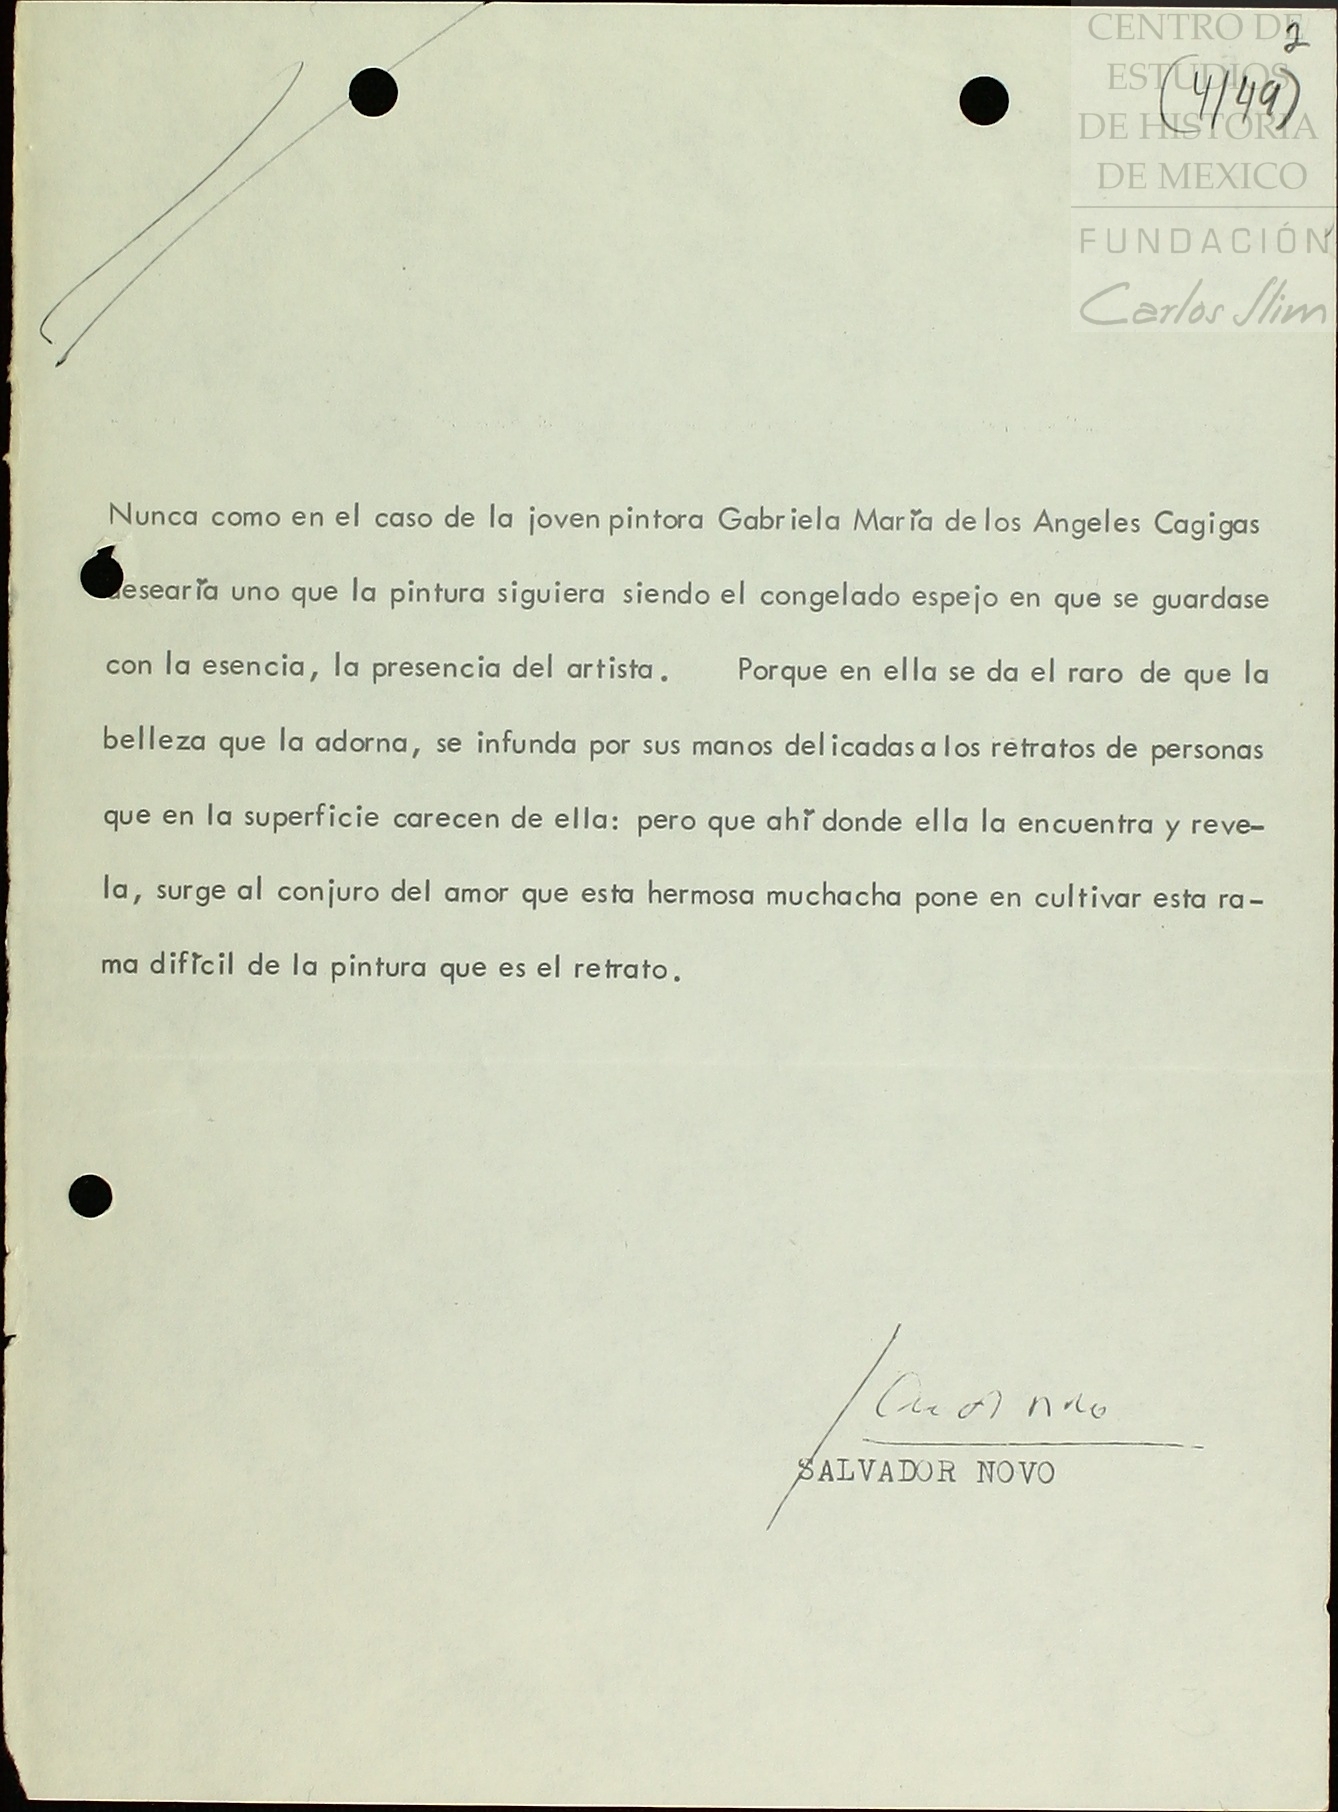 CENTRO DE
ESTUDIOS
DE HISTORIA
DE MEXICO
FUNDACIÓN
Carlos Slim
2
(4/49)
Nunca como en el caso de la joven pintora Gabriela María de los Angeles Cagigas
desearía uno que la pintura siguiera siendo el congelado espejo en que se guardase
con la esencia, la presencia del artista. Porque en ella se da el raro de que la
belleza que la adorna, se infunda por sus manos delicadas a los retratos de personas
que en la superficie carecen de ella: pero que ahí donde ella la encuentra y reve-
la, surge al conjuro del amor que esta hermosa muchacha pone en cultivar esta ra-
ma difícil de la pintura que es el retrato.
SALVADOR NOVO